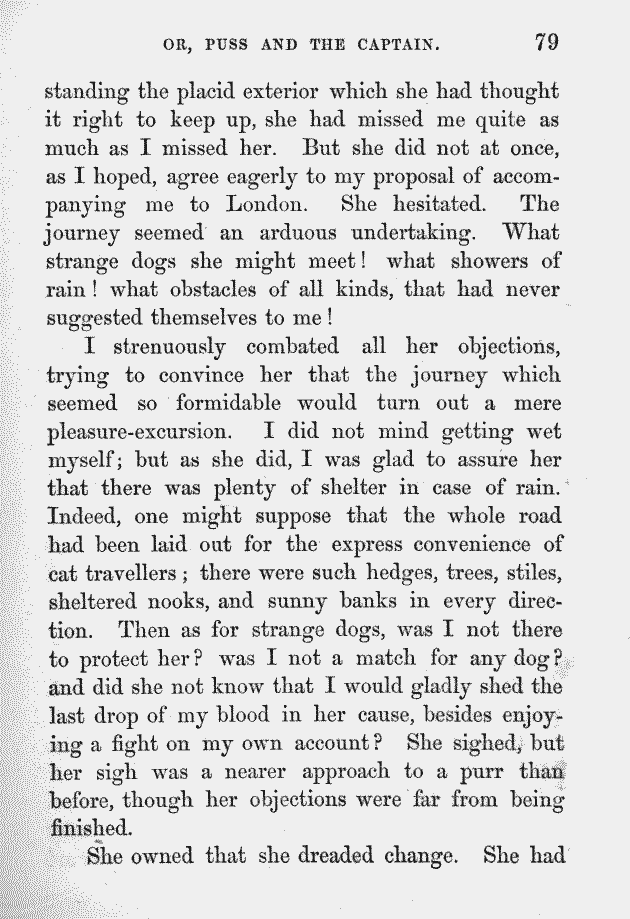 OR, PUSS AND THE CAPTAIN. 79
standing the placid exterior which she had thought
it right to keep up, she had missed me quite as
much as I missed her. But she did not at once,
as I hoped, agree eagerly to my proposal of accom-
panying me to London. She hesitated. The
journey seemed an arduous undertaking. What
strange dogs she might meet! what showers of
rain! what obstacles of all kinds, that had never
suggested themselves to me!
I strenuously combated all her objections,
trying to convince her that the journey which
seemed so formidable would turn out a mere
pleasure-excursion. I did not mind getting wet
myself; but as she did, I was glad to assure her
that there was plenty of shelter in case of rain.
Indeed, one might suppose that the whole road
had been laid out for the express convenience of
cat travellers; there were such hedges, trees, stiles,
sheltered nooks, and sunny banks in every direc-
tion. Then as for strange dogs, was I not there
to protect her? was I not a match for any dog?
and did she not know that I would gladly shed the
last drop of my blood in her cause, besides enjoy-
ing a fight on my own account? She sighed, but
her sigh was a nearer approach to a purr than
before, though her objections were far from being
finished.
She owned that she dreaded change. She had